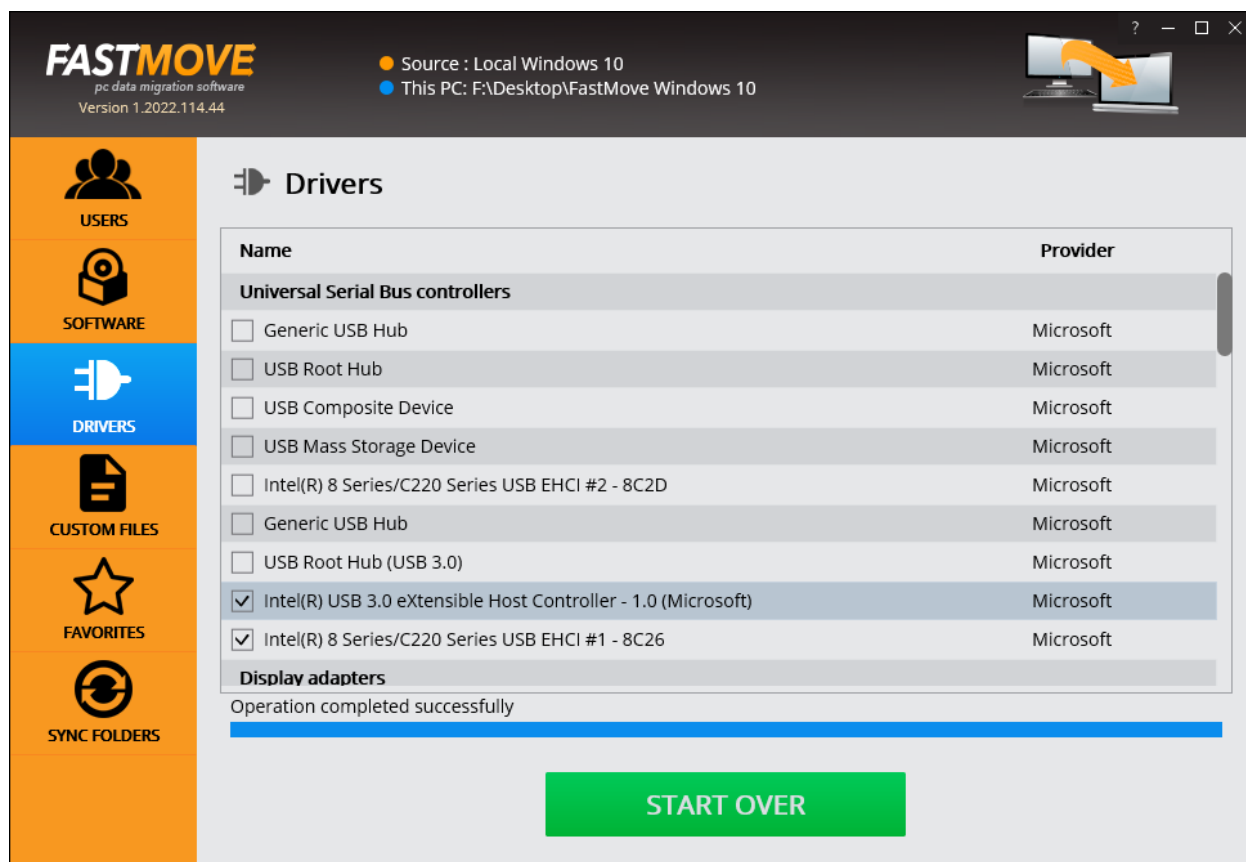 FASTMOVE
pc data migration software
Version 1.2022.114.44
Source : Local Windows 10
This PC: F:\Desktop\FastMove Windows 10
?
USERS
SOFTWARE
DRIVERS
CUSTOM FILES
FAVORITES
SYNC FOLDERS
Drivers
Name Provider
Universal Serial Bus controllers
Generic USB Hub Microsoft
USB Root Hub Microsoft
USB Composite Device Microsoft
USB Mass Storage Device Microsoft
Intel(R) 8 Series/C220 Series USB EHCI #2 - 8C2D Microsoft
Generic USB Hub Microsoft
USB Root Hub (USB 3.0) Microsoft
Intel(R) USB 3.0 eXtensible Host Controller - 1.0 (Microsoft) Microsoft
Intel(R) 8 Series/C220 Series USB EHCI #1 - 8C26 Microsoft
Display adapters
Operation completed successfully
START OVER